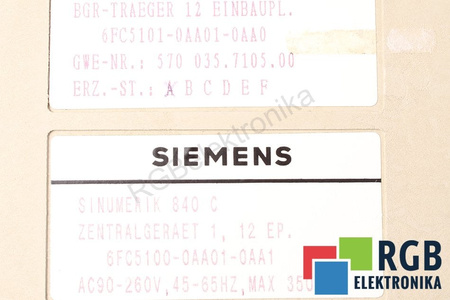 BGR-TRAEGER 12 EINBAUPL.
6FC5101-0AA01-0AA0
GWE-NR.: 570 035.7105.00
ERZ.-ST.: A B C D E F
RGBelektronika
SIEMENS
SINUMERIK 840 C
ZENTRALGERAET 1, 12 EP.
6FC5100-0AA01-0AA1
AC90-260V,45-65HZ,MAX 350
RGB
ELEKTRONIKA